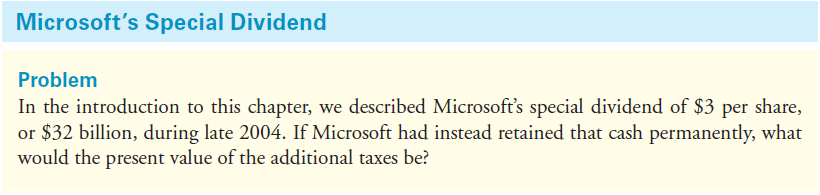 Microsoft's Special Dividend
Problem
In the introduction to this chapter, we described Microsoft's special dividend of $3 per share,
or $32 billion, during late 2004. If Microsoft had instead retained that cash permanently, what
would the present value of the additional taxes be?